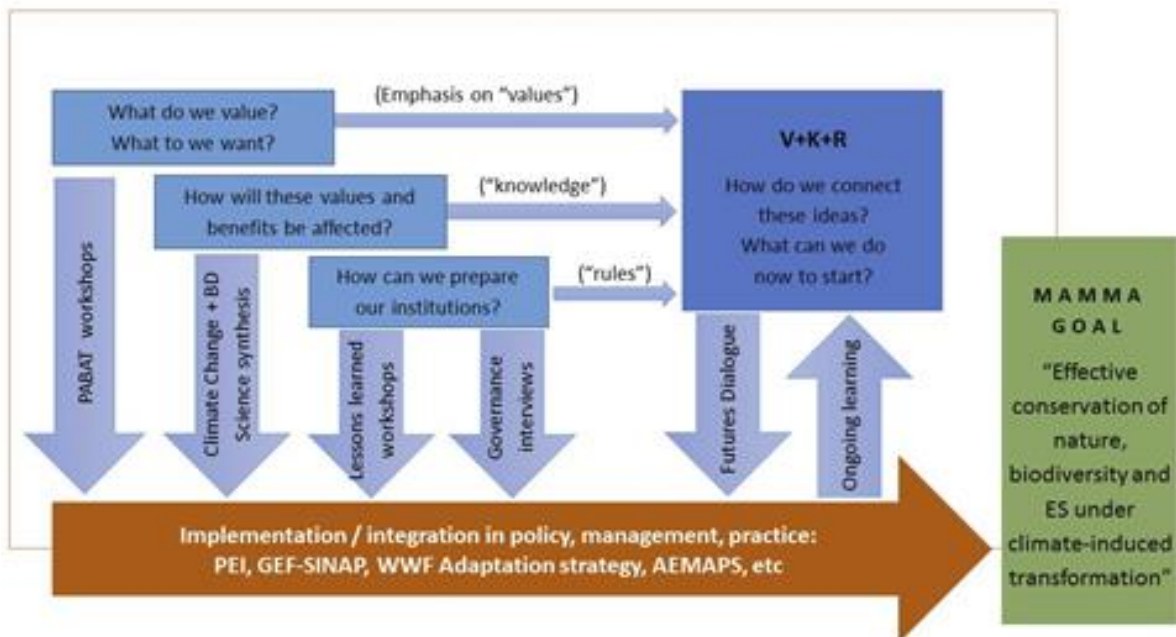 What do we value?
What to we want?
(Emphasis on "values")
How will these values and
benefits be affected?
("knowledge")
How can we prepare
our institutions?
("rules")
V+K+R
How do we connect
these ideas?
What can we do
now to start?
PABAT workshops
Climate Change + BD
Science synthesis
Lessons learned
workshops
Governance
interviews
Futures Dialogue
Ongoing learning
Implementation / integration in policy, management, practice:
PEI, GEF-SINAP, WWF Adaptation strategy, AEMAPS, etc
MAMMA
GOAL
"Effective
conservation of
nature,
biodiversity and
ES under
climate-induced
transformation"